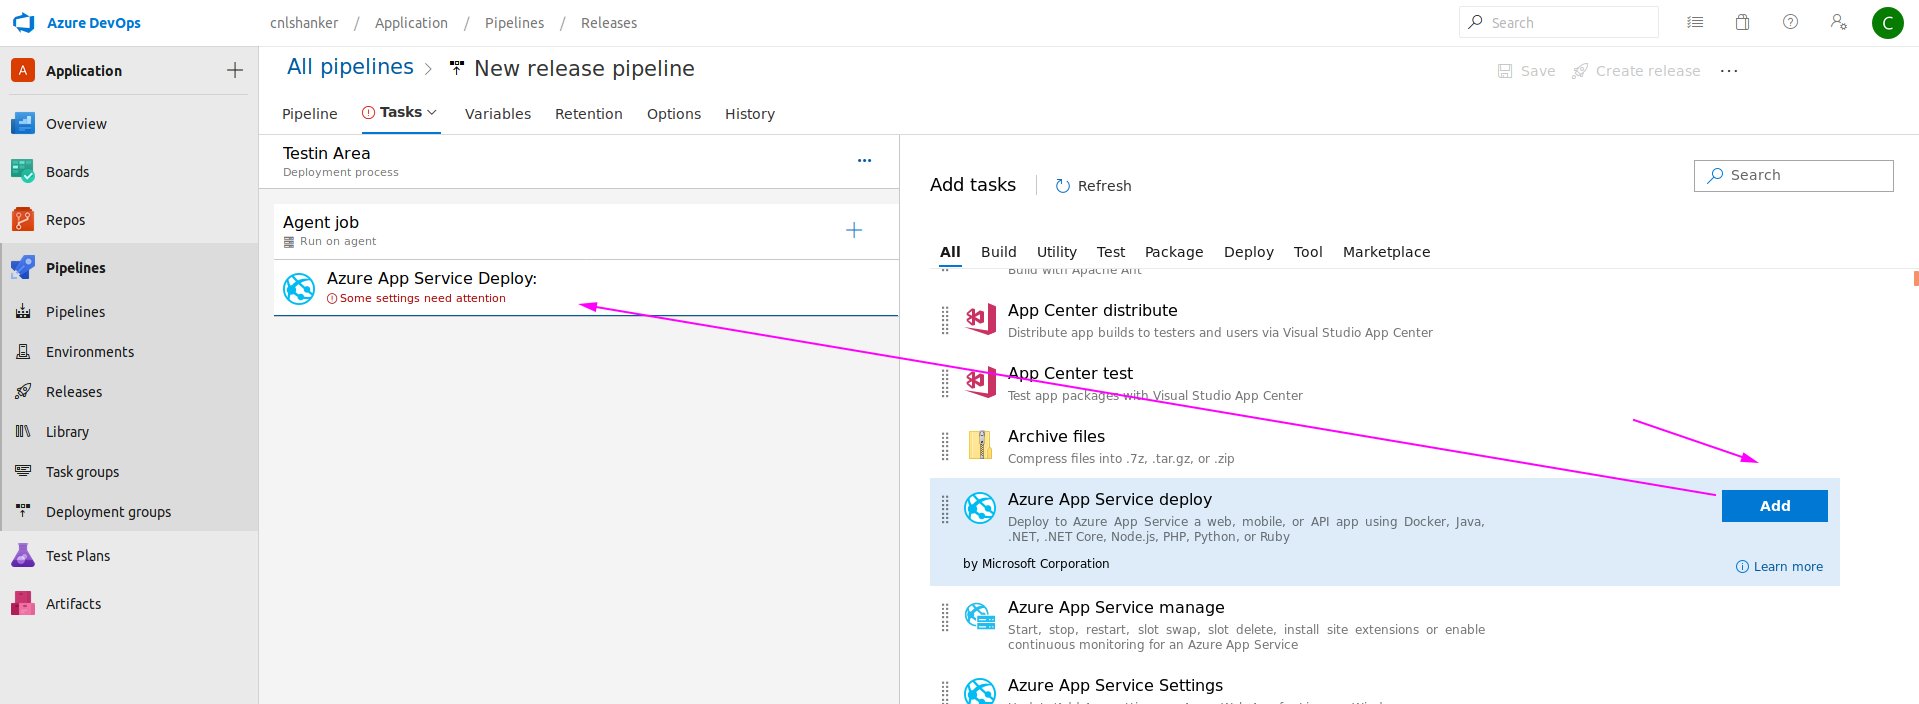 Azure DevOps
cnlshanker / Application / Pipelines / Releases
Search
C
A Application
Overview
Boards
Repos
Pipelines
Pipelines
Environments
Releases
Library
Task groups
Deployment groups
Test Plans
Artifacts
All pipelines > New release pipeline
Save
Create release
Pipeline
Tasks
Variables
Retention
Options
History
Testin Area
Deployment process
Agent job
Run on agent
Azure App Service Deploy:
Some settings need attention
Add tasks
Refresh
Search
All
Build
Utility
Test
Package
Deploy
Tool
Marketplace
Build with Apache Ant
App Center distribute
Distribute app builds to testers and users via Visual Studio App Center
App Center test
Test app packages with Visual Studio App Center
Archive files
Compress files into .7z, .tar.gz, or .zip
Azure App Service deploy
Deploy to Azure App Service a web, mobile, or API app using Docker, Java,
.NET, .NET Core, Node.js, PHP, Python, or Ruby
by Microsoft Corporation
Add
Learn more
Azure App Service manage
Start, stop, restart, slot swap, slot delete, install site extensions or enable
continuous monitoring for an Azure App Service
Azure App Service Settings